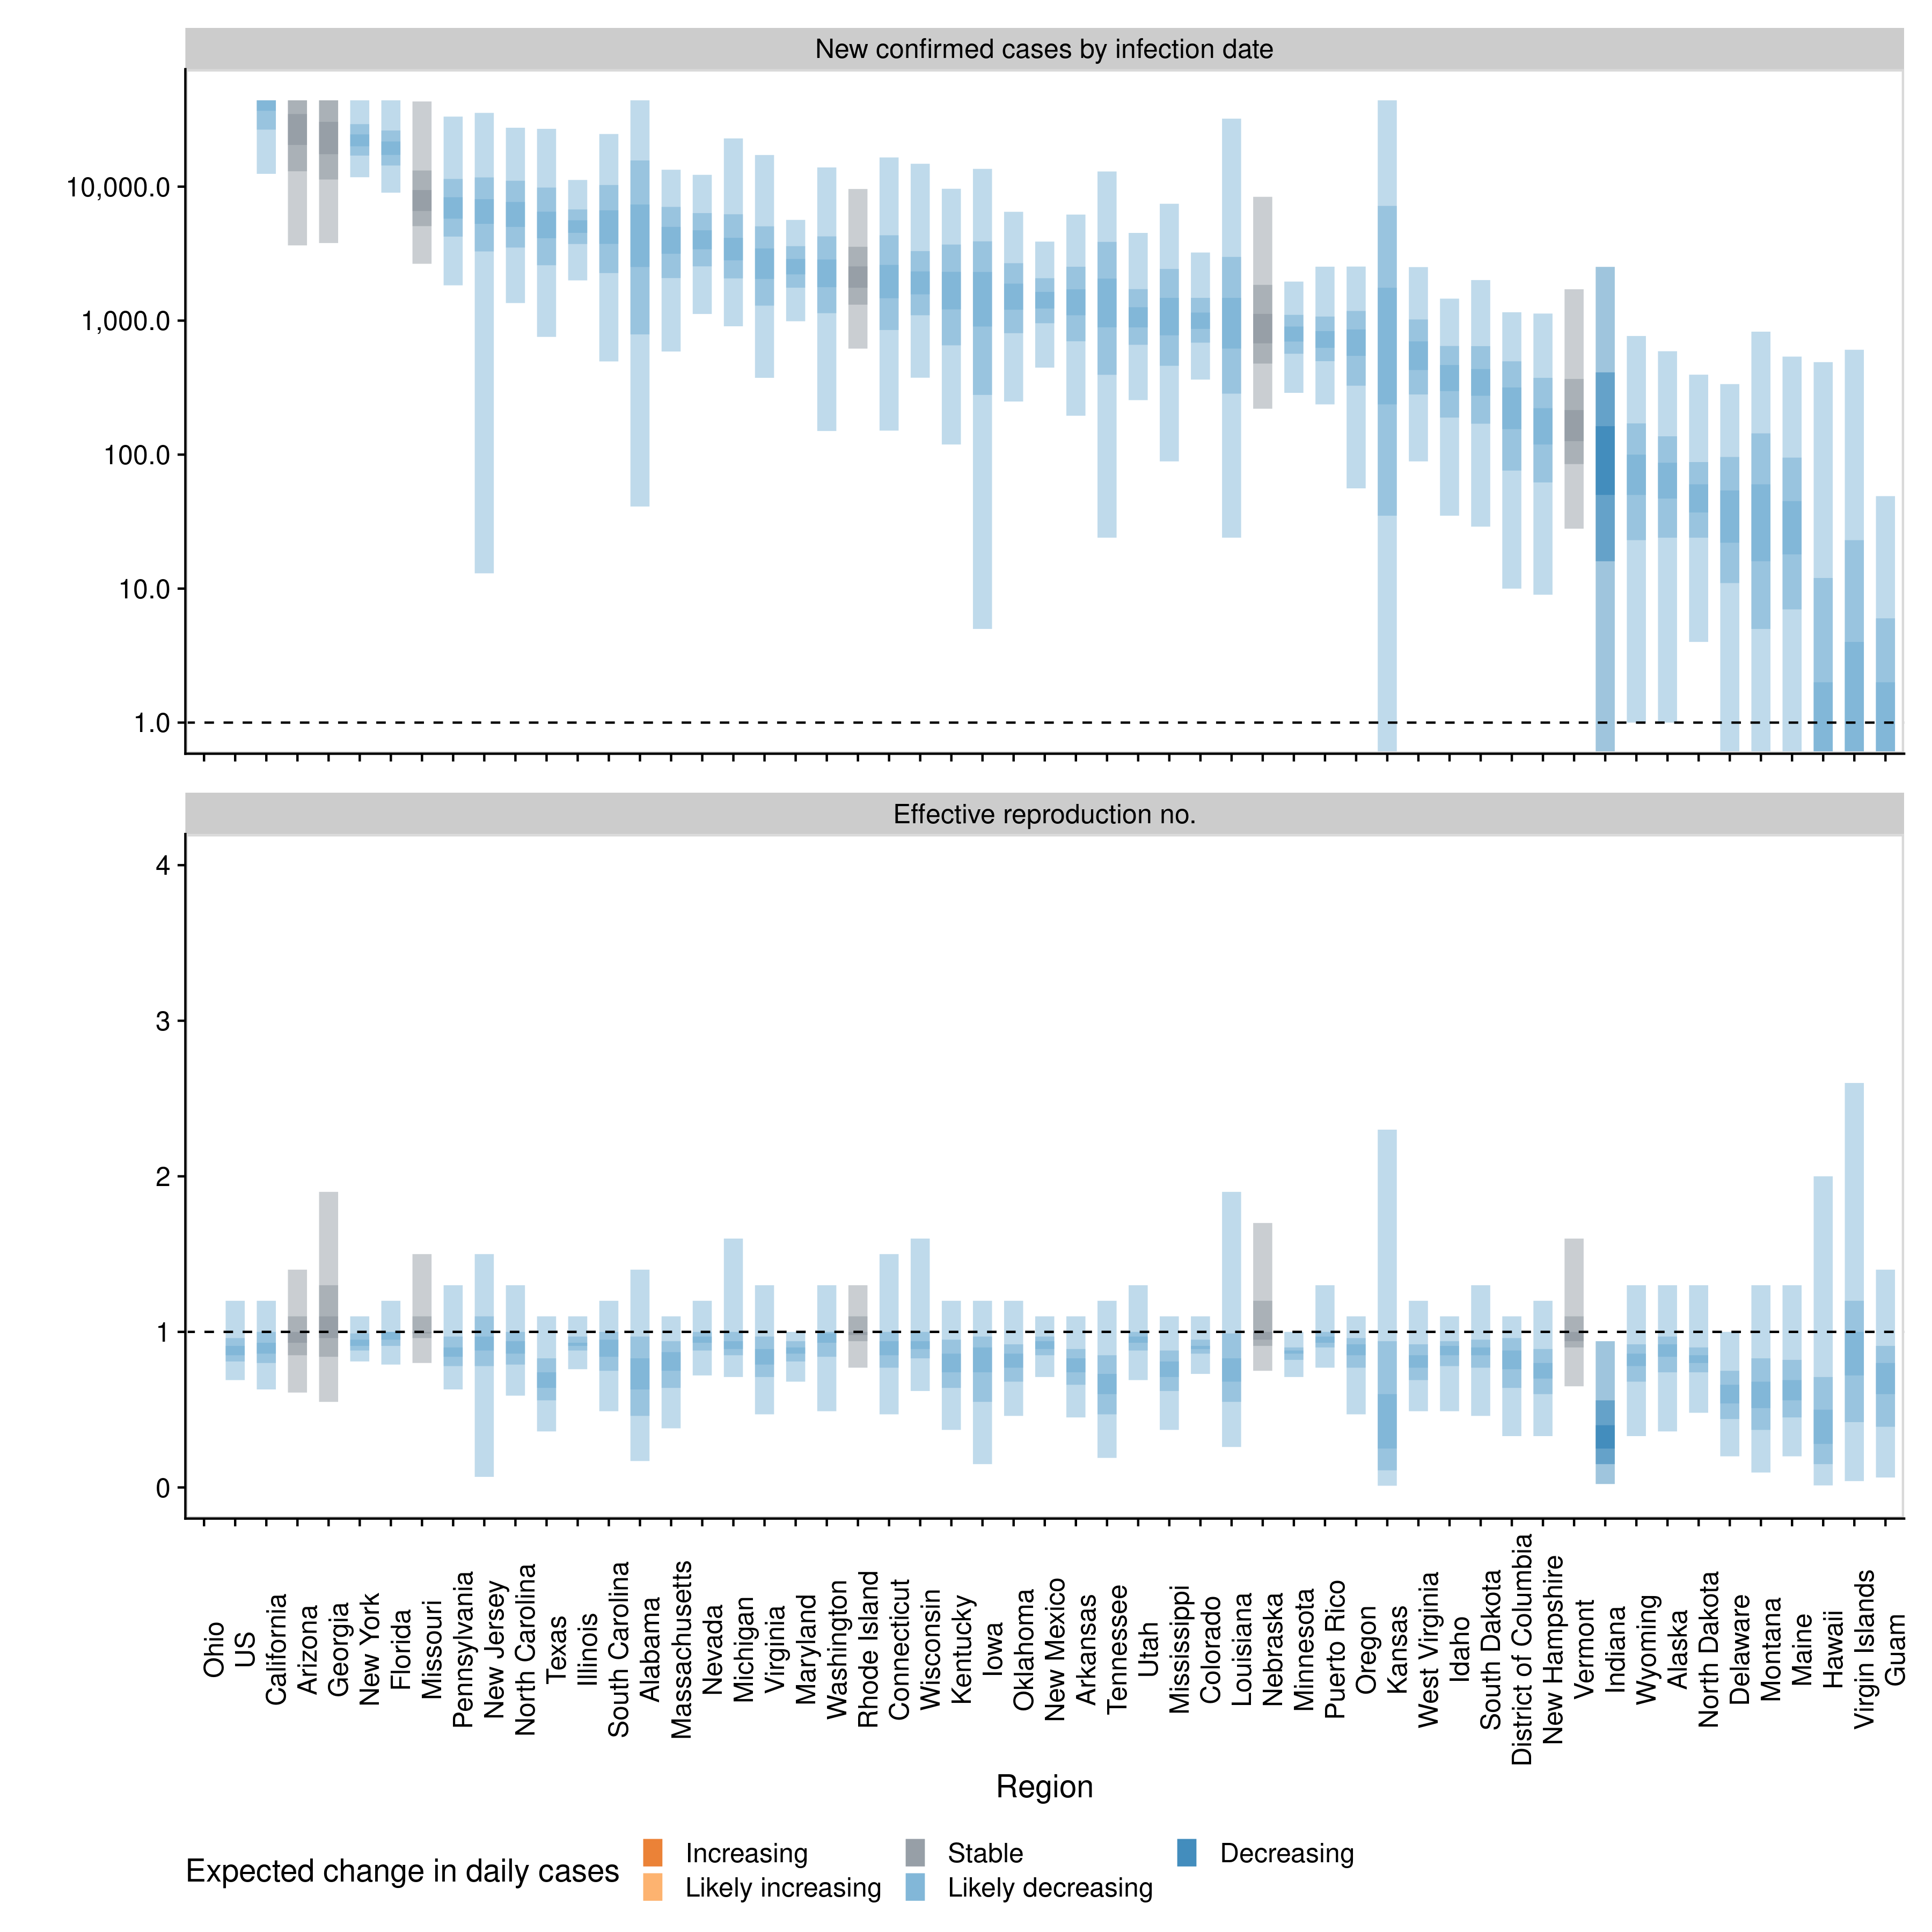 New confirmed cases by infection date
10,000.0
1,000.0
100.0
10.0
1.0
Effective reproduction no.
4
3
2
1
0
Ohio
US
California
Arizona
Georgia
New York
Florida
Missouri
Pennsylvania
New Jersey
North Carolina
Texas
Illinois
South Carolina
Alabama
Massachusetts
Nevada
Michigan
Virginia
Maryland
Washington
Rhode Island
Connecticut
Wisconsin
Kentucky
Iowa
Oklahoma
New Mexico
Arkansas
Tennessee
Utah
Mississippi
Colorado
Louisiana
Nebraska
Minnesota
Puerto Rico
Oregon
Kansas
West Virginia
Idaho
South Dakota
District of Columbia
New Hampshire
Vermont
Indiana
Wyoming
Alaska
North Dakota
Delaware
Montana
Maine
Hawaii
Virgin Islands
Guam
Region
Expected change in daily cases
Increasing
Likely increasing
Stable
Likely decreasing
Decreasing